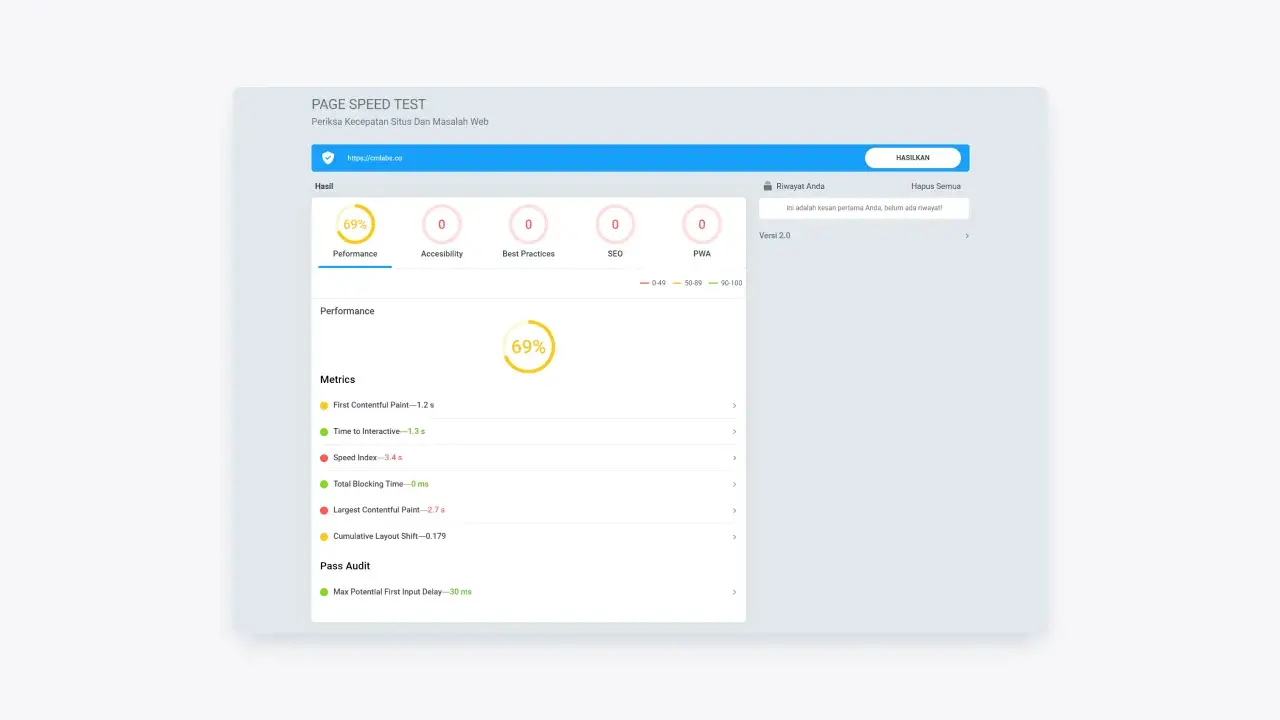 PAGE SPEED TEST
Periksa Kecepatan Situs Dan Masalah Web
https://cmlabs.co
HASILKAN
Hasil
Riwayat Anda
Hapus Semua
69%
0
0
0
0
Peformance
Accesibility
Best Practices
SEO
PWA
Ini adalah kesan pertama Anda, belum ada riwayat!
Versi 2.0
0-49
50-89
90-100
Performance
69%
Metrics
First Contentful Paint—1.2 s
Time to Interactive—1.3 s
Speed Index—3.4 s
Total Blocking Time—0 ms
Largest Contentful Paint—2.7 s
Cumulative Layout Shift—0.179
Pass Audit
Max Potential First Input Delay—30 ms